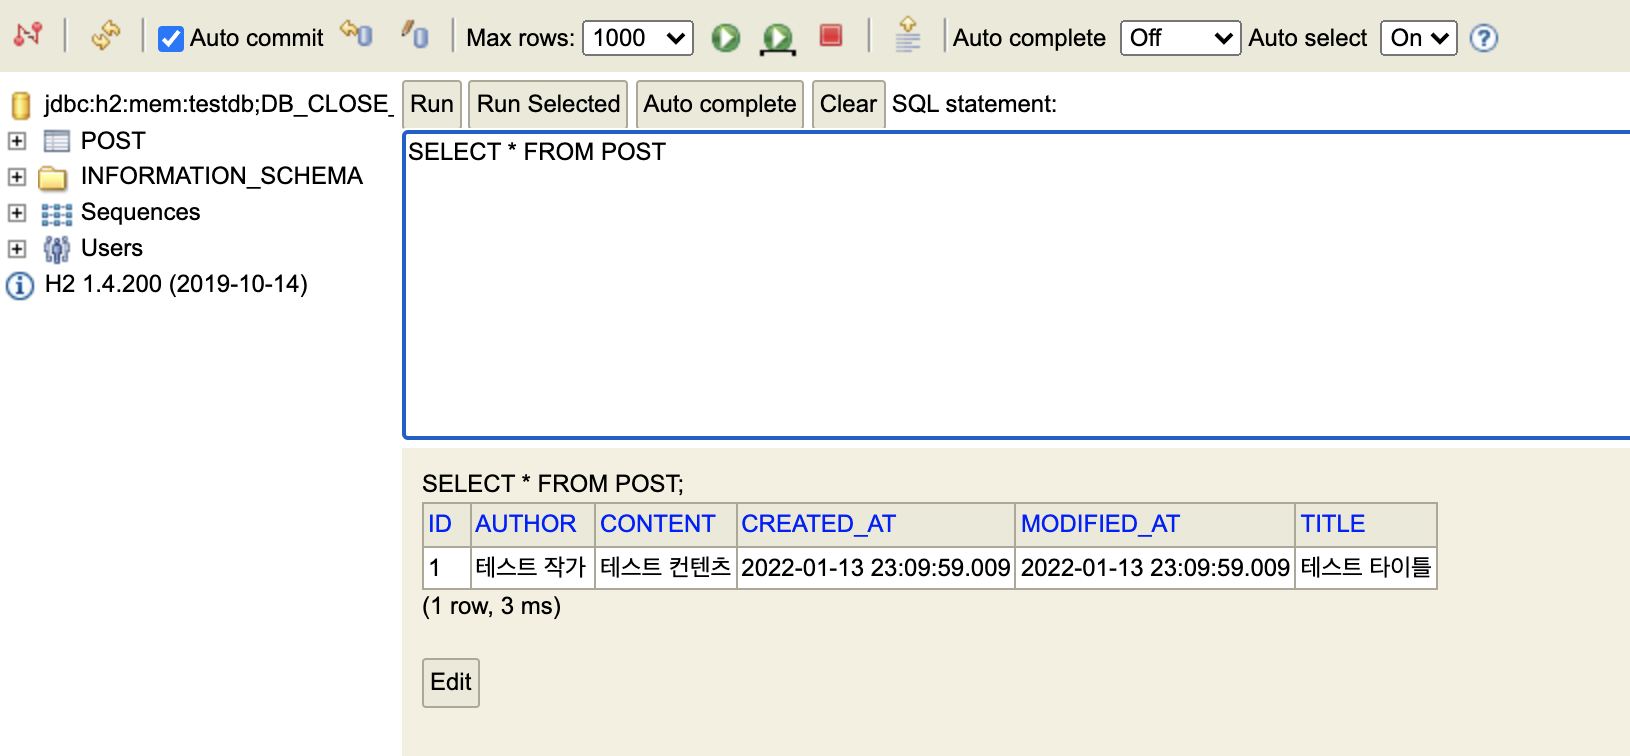 Auto commit Max rows: 1000 Auto complete Off Auto select On
jdbc:h2:mem:testdb;DB_CLOSE_
POST
INFORMATION_SCHEMA
Sequences
Users
H2 1.4.200 (2019-10-14)
Run Run Selected Auto complete Clear SQL statement:
SELECT * FROM POST
SELECT * FROM POST;
ID AUTHOR CONTENT CREATED_AT MODIFIED_AT TITLE
1 테스트 작가 테스트 컨텐츠 2022-01-13 23:09:59.009 2022-01-13 23:09:59.009 테스트 타이틀
(1 row, 3 ms)
Edit